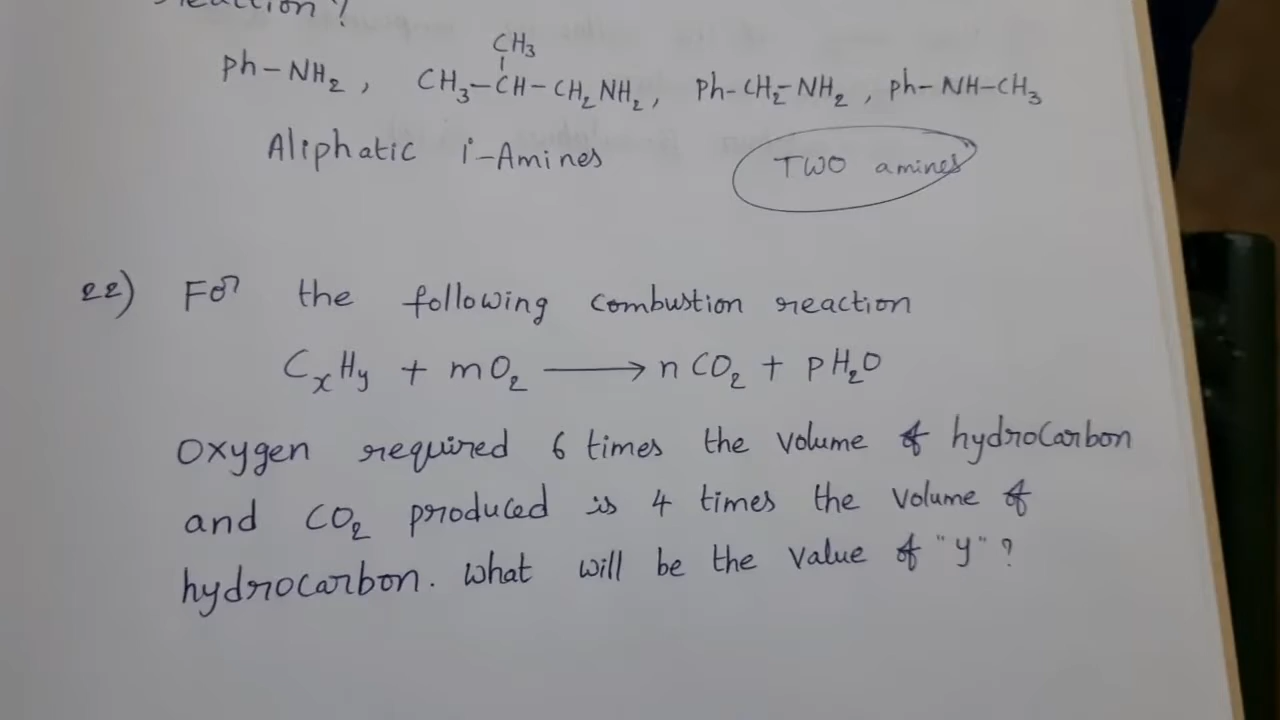 reaction?
Ph-NH2, CH3-CH-CH2NH2, Ph-CH2-NH2, Ph-NH-CH3
CH3
Aliphatic 1°-Amines
TWO amines
22) For the following combustion reaction
CxHy + mO2 → nCO2 + pH2O
Oxygen required 6 times the volume of hydrocarbon
and CO2 produced is 4 times the volume of
hydrocarbon. What will be the value of "y"?